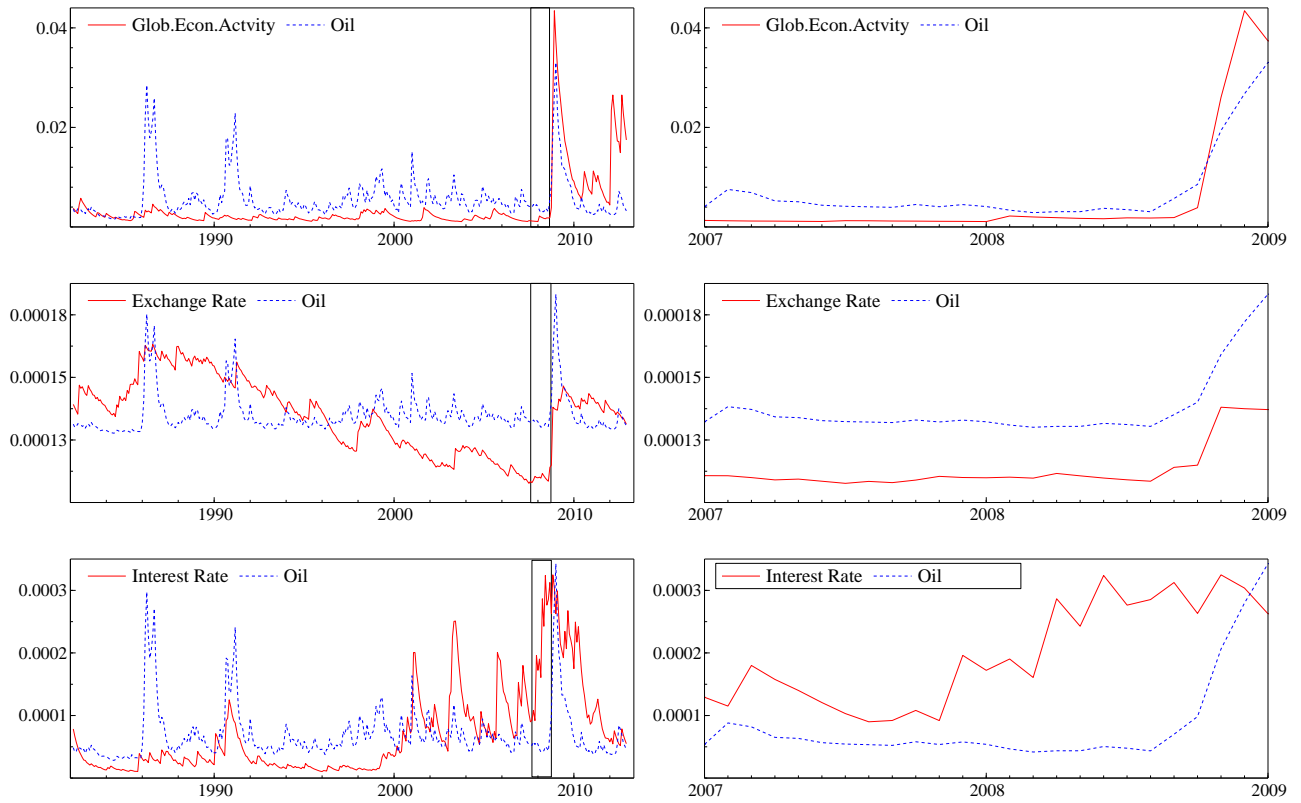 Glob.Econ.Actvity Oil
0.04
0.02
1990 2000 2010
Glob.Econ.Actvity Oil
0.04
0.02
2007 2008 2009
Exchange Rate Oil
0.00018
0.00015
0.00013
1990 2000 2010
Exchange Rate Oil
0.00018
0.00015
0.00013
2007 2008 2009
Interest Rate Oil
0.0003
0.0002
0.0001
1990 2000 2010
Interest Rate Oil
0.0003
0.0002
0.0001
2007 2008 2009